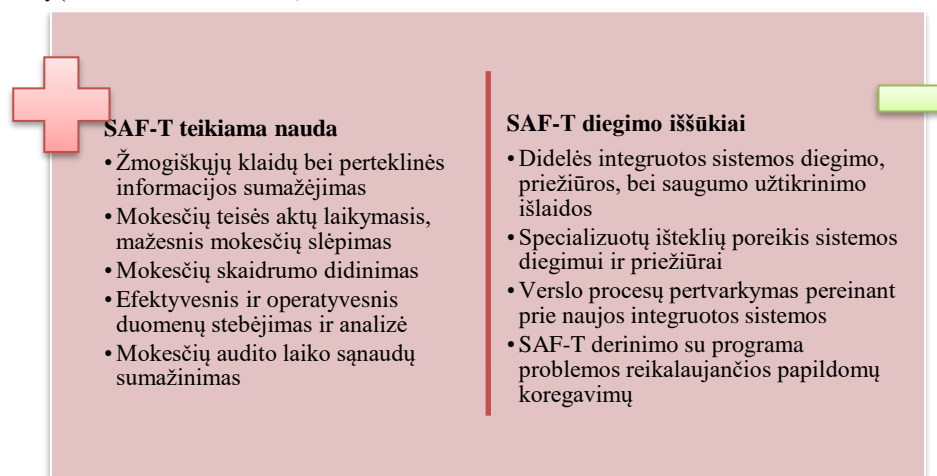 SAF-T teikiama nauda
• Žmogiškųjų klaidų bei perteklinės
informacijos sumažėjimas
• Mokesčių teisės aktų laikymasis,
mažesnis mokesčių slėpimas
• Mokesčių skaidrumo didinimas
• Efektyvesnis ir operatyvesnis
duomenų stebėjimas ir analizė
• Mokesčių audito laiko sąnaudų
sumažinimas
SAF-T diegimo iššūkiai
• Didelės integruotos sistemos diegimo,
priežiūros, bei saugumo užtikrinimo
išlaidos
• Specializuotų išteklių poreikis sistemos
diegimui ir priežiūrai
• Verslo procesų pertvarkymas pereinant
prie naujos integruotos sistemos
• SAF-T derinimo su programa
problemos reikalaujančios papildomų
koregavimų